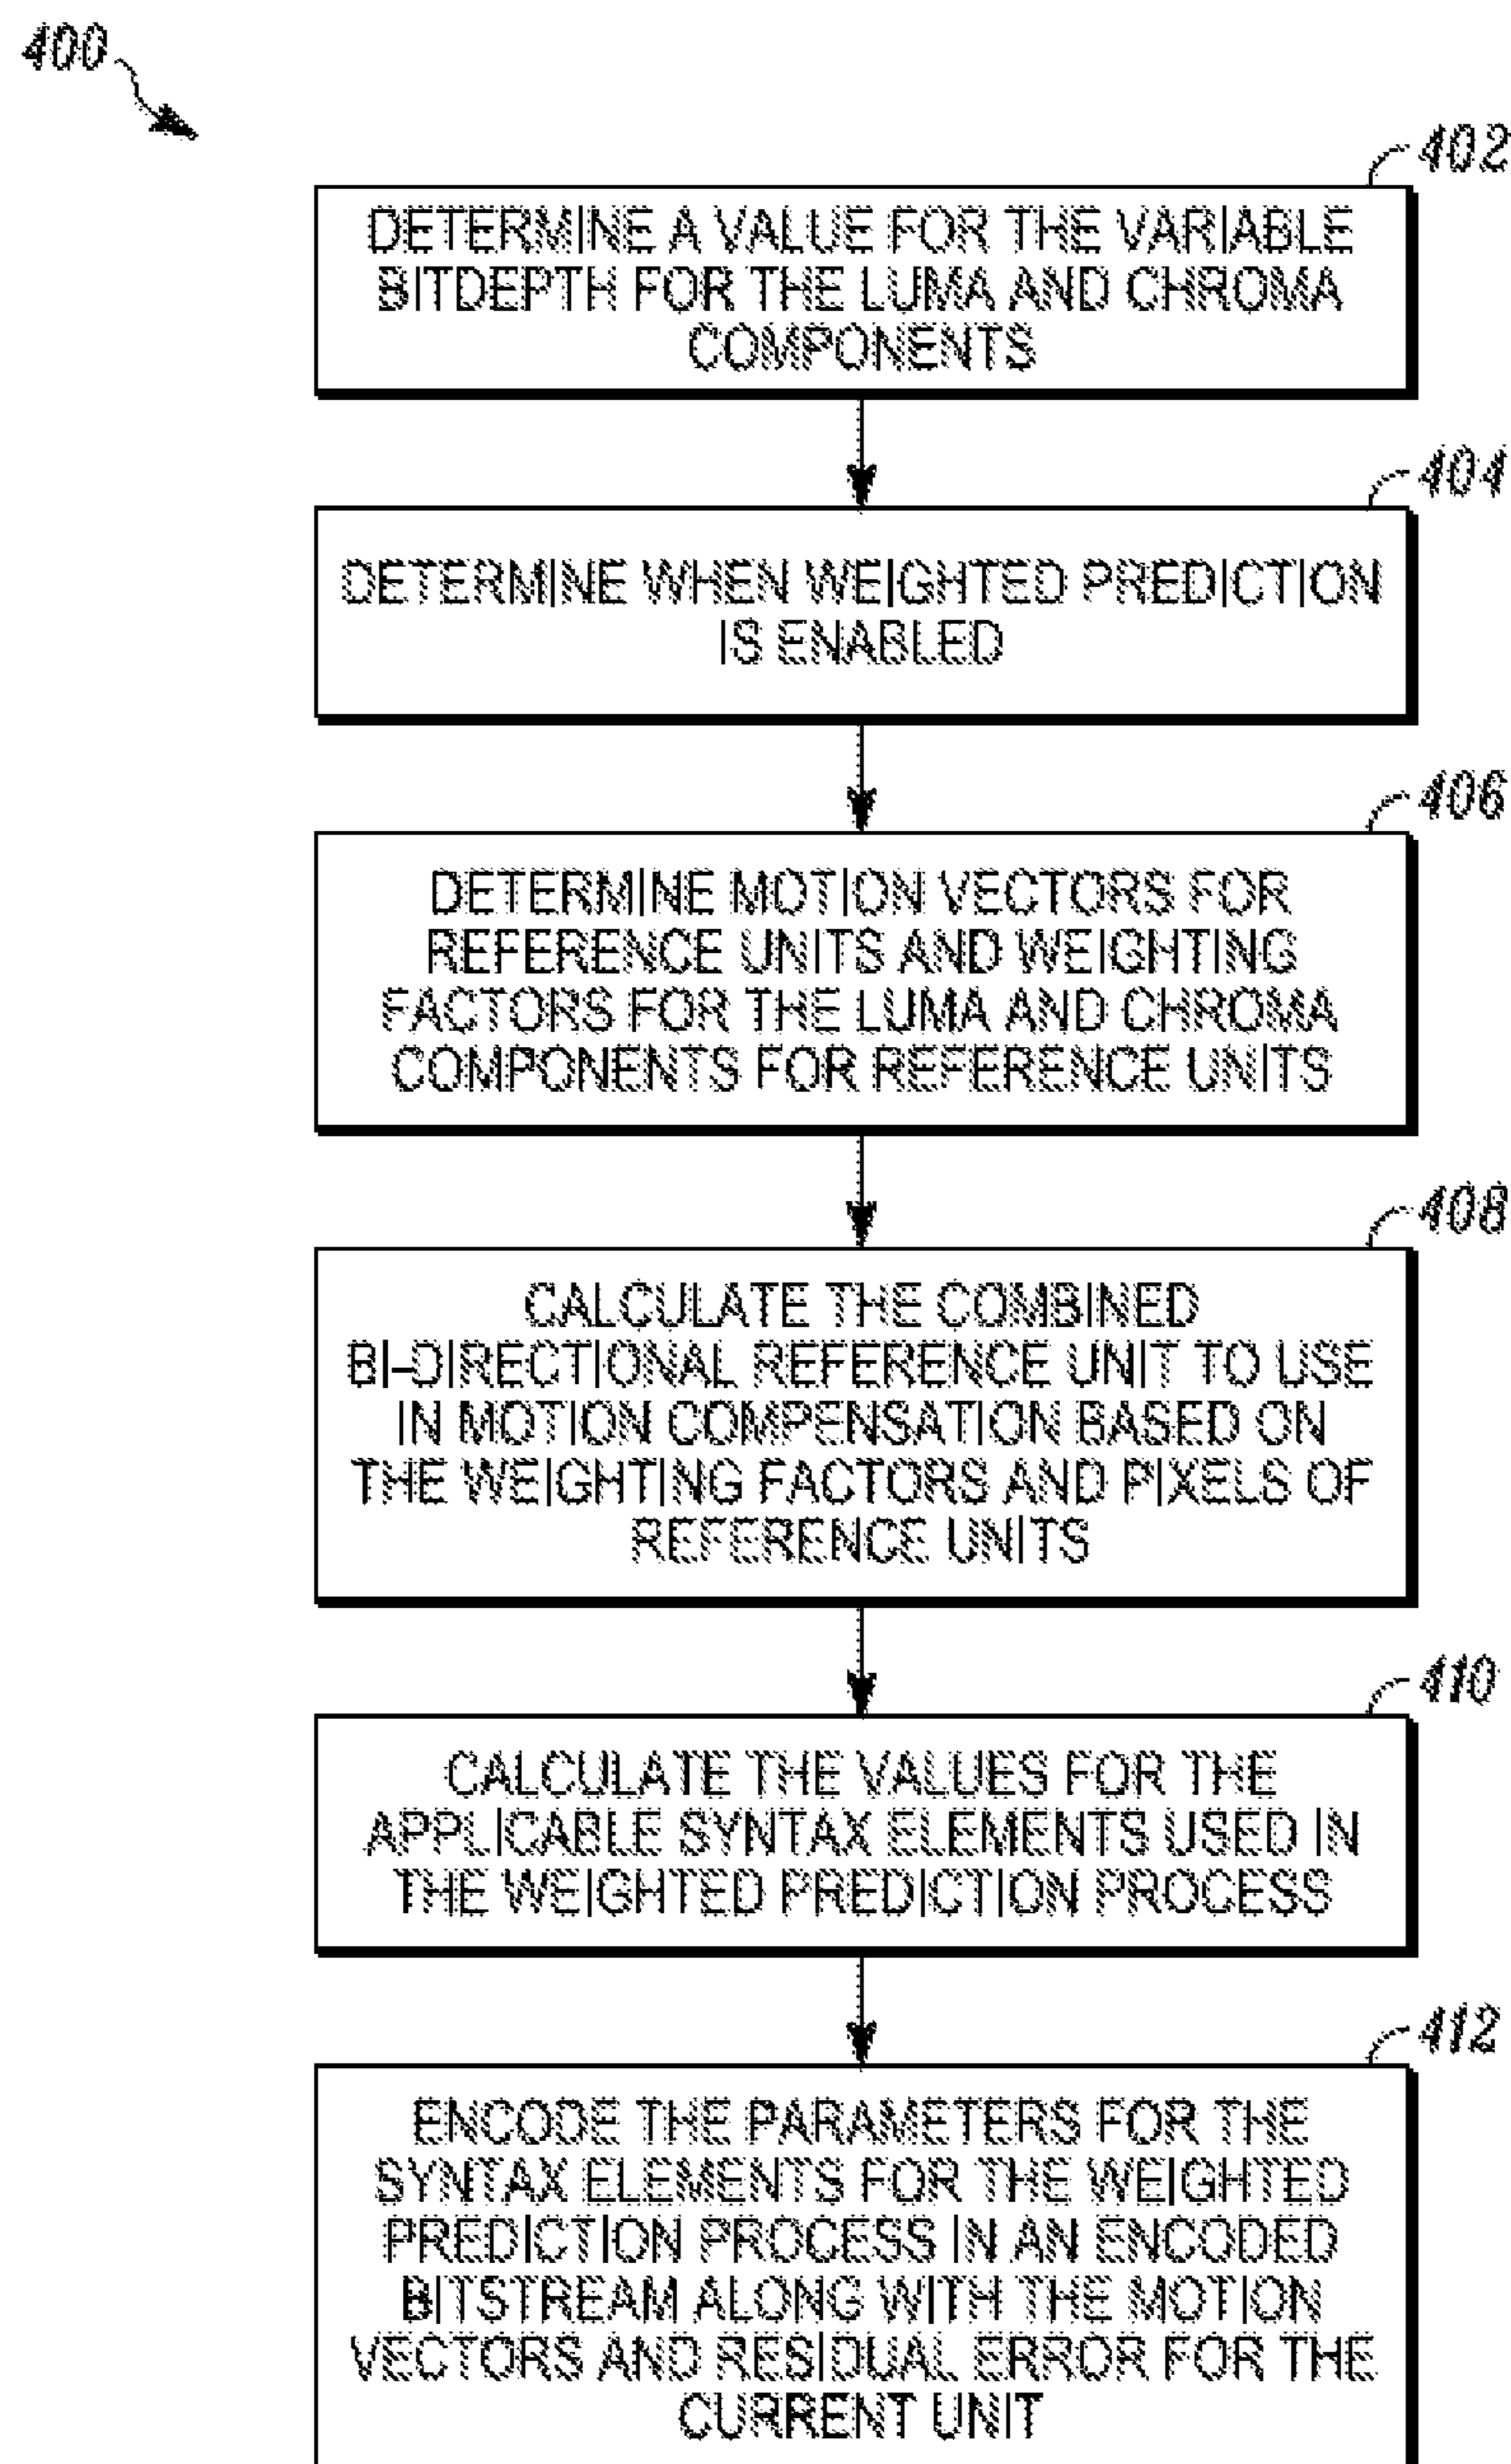 400
402
DETERMINE A VALUE FOR THE VARIABLE
BITDEPTH FOR THE LUMA AND CHROMA
COMPONENTS
404
DETERMINE WHEN WEIGHTED PREDICTION
IS ENABLED
406
DETERMINE MOTION VECTORS FOR
REFERENCE UNITS AND WEIGHTING
FACTORS FOR THE LUMA AND CHROMA
COMPONENTS FOR REFERENCE UNITS
408
CALCULATE THE COMBINED
BI-DIRECTIONAL REFERENCE UNIT TO USE
IN MOTION COMPENSATION BASED ON
THE WEIGHTING FACTORS AND PIXELS OF
REFERENCE UNITS
410
CALCULATE THE VALUES FOR THE
APPLICABLE SYNTAX ELEMENTS USED IN
THE WEIGHTED PREDICTION PROCESS
412
ENCODE THE PARAMETERS FOR THE
SYNTAX ELEMENTS FOR THE WEIGHTED
PREDICTION PROCESS IN AN ENCODED
BITSTREAM ALONG WITH THE MOTION
VECTORS AND RESIDUAL ERROR FOR THE
CURRENT UNIT